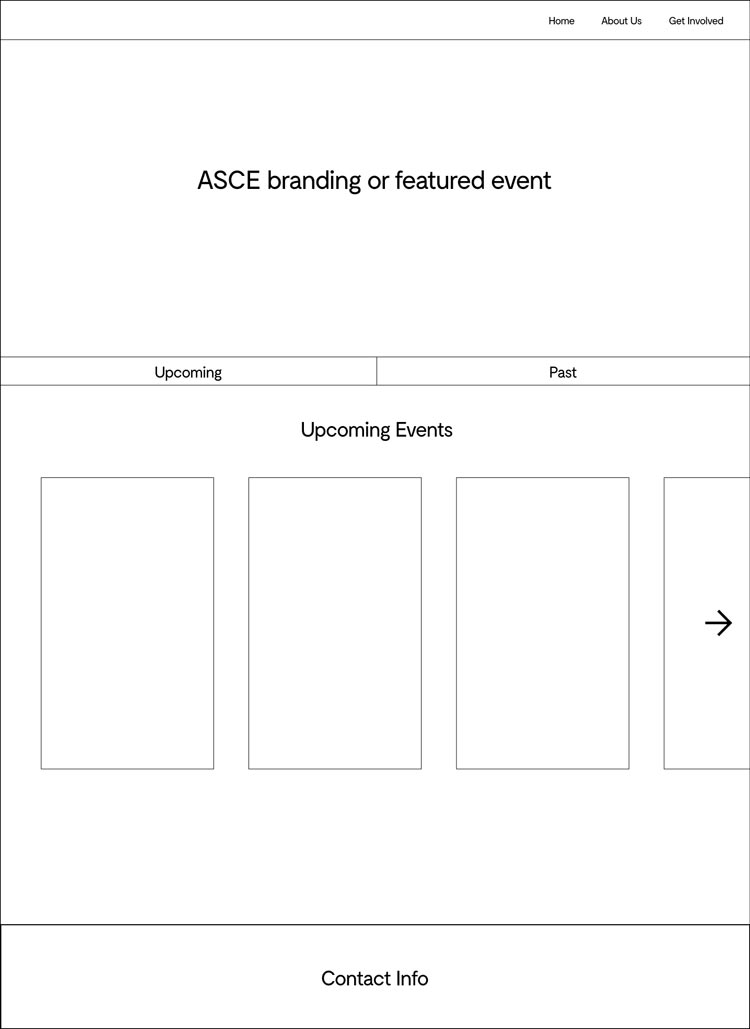 Home About Us Get Involved
ASCE branding or featured event
Upcoming Past
Upcoming Events
Contact Info